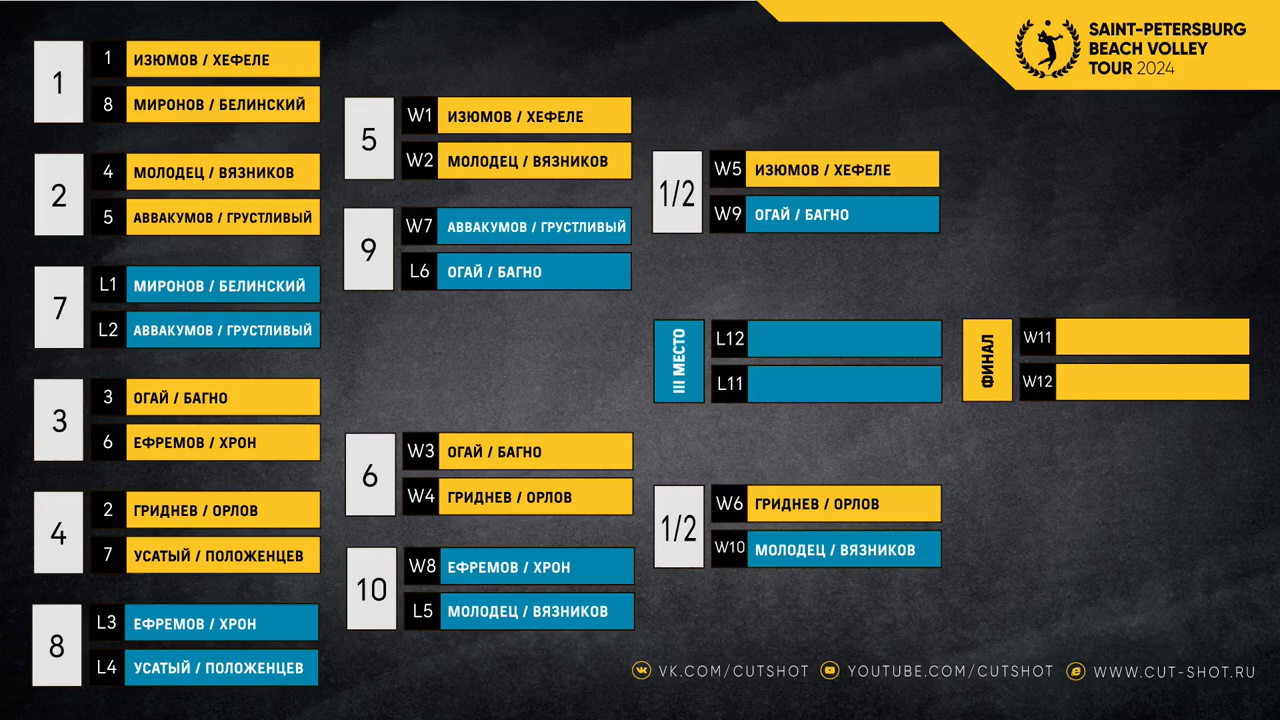 SAINT-PETERSBURG
BEACH VOLLEY
TOUR 2024
1
1 ИЗЮМОВ / ХЕФЕЛЕ
8 МИРОНОВ / БЕЛИНСКИЙ
2
4 МОЛОДЕЦ / ВЯЗНИКОВ
5 АВВАКУМОВ / ГРУСТЛИВЫЙ
7
L1 МИРОНОВ / БЕЛИНСКИЙ
L2 АВВАКУМОВ / ГРУСТЛИВЫЙ
3
3 ОГАЙ / БАГНО
6 ЕФРЕМОВ / ХРОН
4
2 ГРИДНЕВ / ОРЛОВ
7 УСАТЫЙ / ПОЛОЖЕНЦЕВ
8
L3 ЕФРЕМОВ / ХРОН
L4 УСАТЫЙ / ПОЛОЖЕНЦЕВ
5
W1 ИЗЮМОВ / ХЕФЕЛЕ
W2 МОЛОДЕЦ / ВЯЗНИКОВ
9
W7 АВВАКУМОВ / ГРУСТЛИВЫЙ
L6 ОГАЙ / БАГНО
6
W3 ОГАЙ / БАГНО
W4 ГРИДНЕВ / ОРЛОВ
10
W8 ЕФРЕМОВ / ХРОН
L5 МОЛОДЕЦ / ВЯЗНИКОВ
1/2
W5 ИЗЮМОВ / ХЕФЕЛЕ
W9 ОГАЙ / БАГНО
III МЕСТО
L12
L11
1/2
W6 ГРИДНЕВ / ОРЛОВ
W10 МОЛОДЕЦ / ВЯЗНИКОВ
ФИНАЛ
W11
W12
VK.COM/CUTSHOT YOUTUBE.COM/CUTSHOT WWW.CUT-SHOT.RU